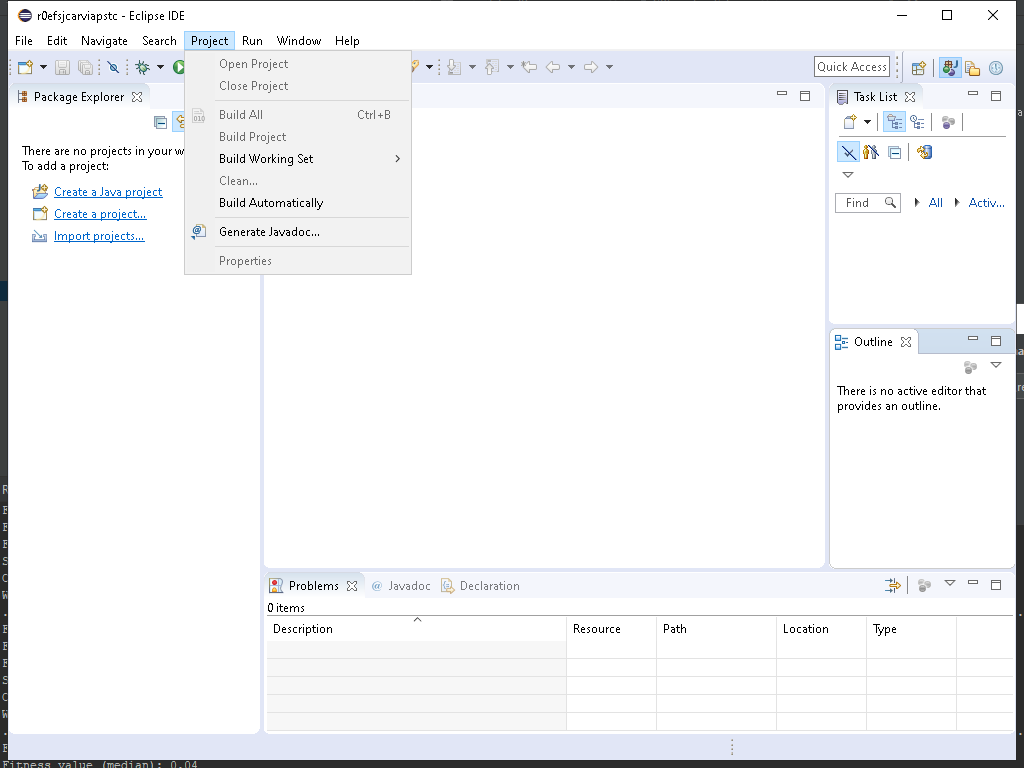 r0efsjcarviapstc - Eclipse IDE
File Edit Navigate Search Project Run Window Help
Quick Access
Open Project
Close Project
Build All Ctrl+B
Build Project
Build Working Set
Clean...
Build Automatically
Generate Javadoc...
Properties
Package Explorer
There are no projects in your w
To add a project:
Create a Java project
Create a project...
Import projects...
Task List
Find All Activ...
Outline
There is no active editor that
provides an outline.
Problems Javadoc Declaration
0 items
Description Resource Path Location Type
Fitness value (median): 0.04